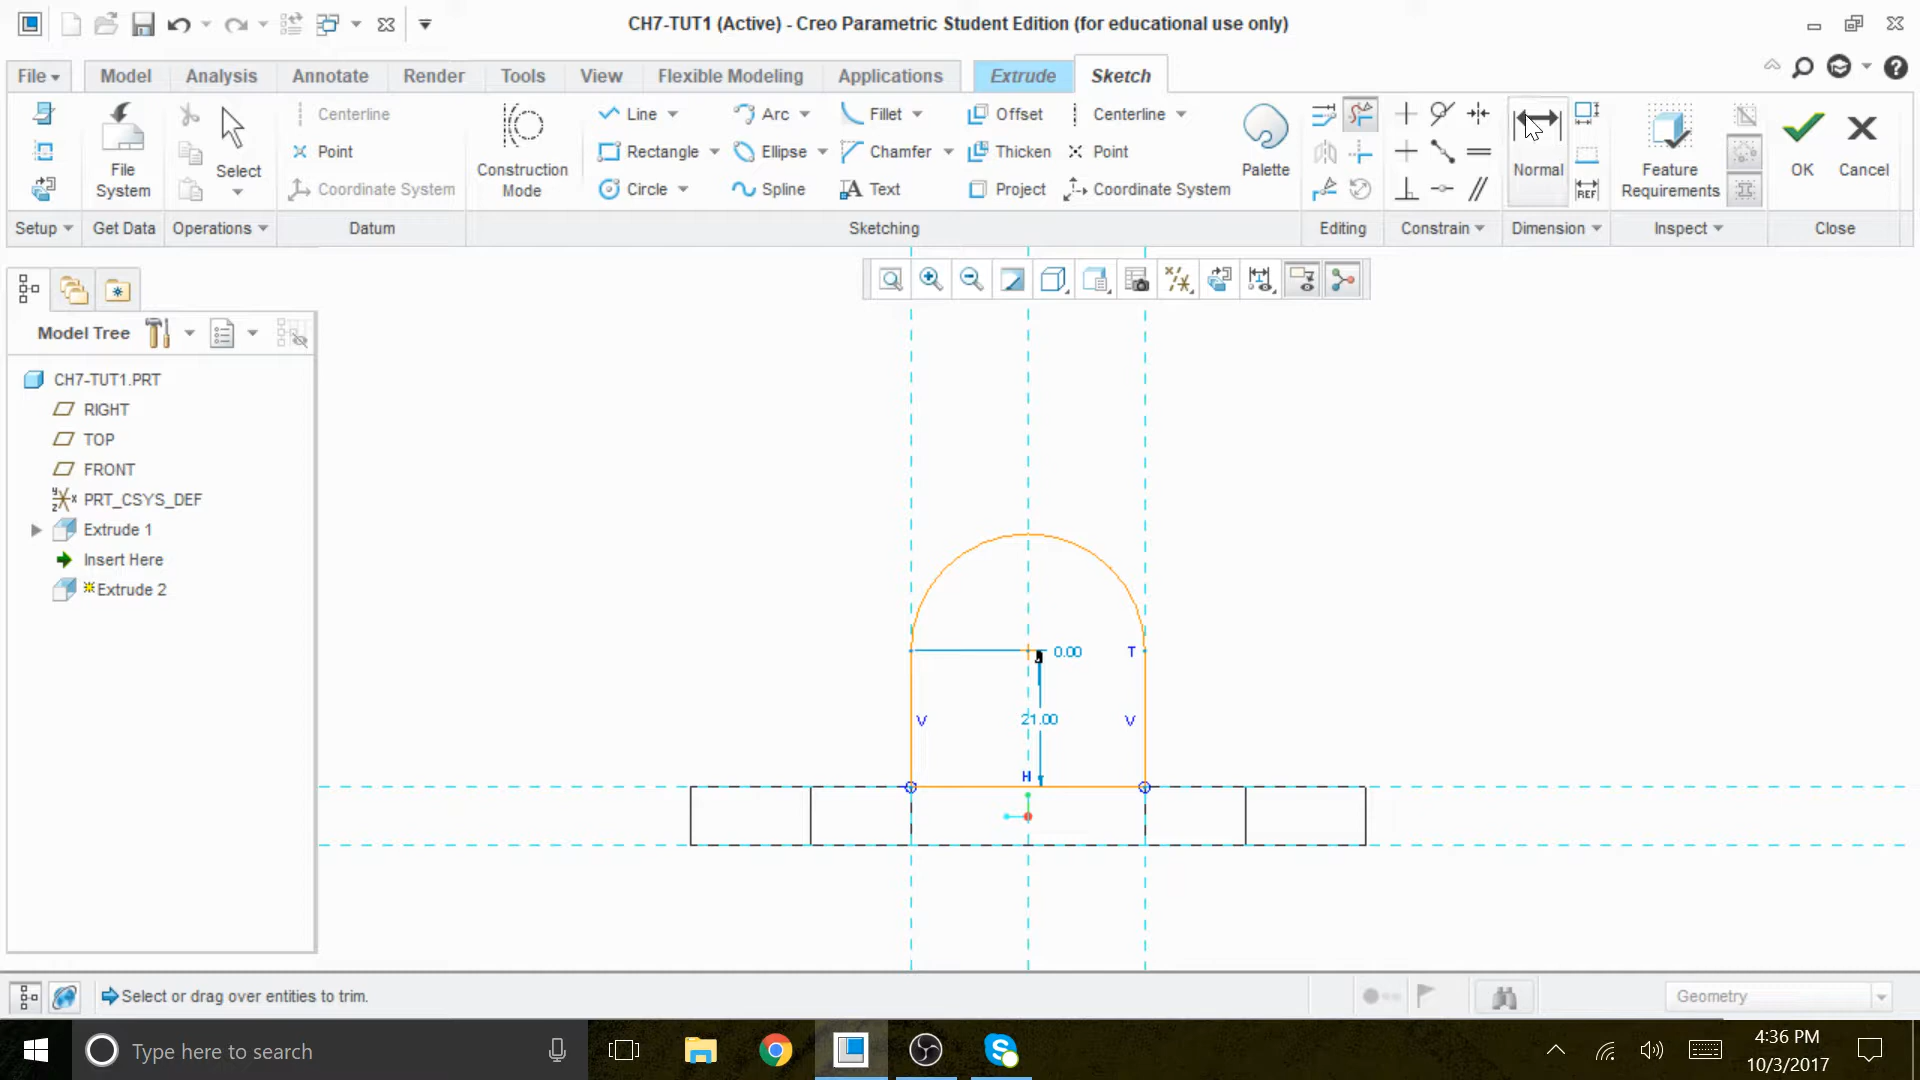 CH7-TUT1 (Active) - Creo Parametric Student Edition (for educational use only)
File
Model
Analysis
Annotate
Render
Tools
View
Flexible Modeling
Applications
Extrude
Sketch
Centerline
Line
Arc
Fillet
Offset
Centerline
Point
Rectangle
Ellipse
Chamfer
Thicken
Point
File System
Select
Construction Mode
Palette
Normal
Feature Requirements
OK
Cancel
Coordinate System
Circle
Spline
Text
Project
Coordinate System
REF
Setup
Get Data
Operations
Datum
Sketching
Editing
Constrain
Dimension
Inspect
Close
Model Tree
CH7-TUT1.PRT
RIGHT
TOP
FRONT
PRT_CSYS_DEF
Extrude 1
Insert Here
Extrude 2
0.00
T
V
21.00
V
H
Select or drag over entities to trim.
Geometry
Type here to search
4:36 PM
10/3/2017